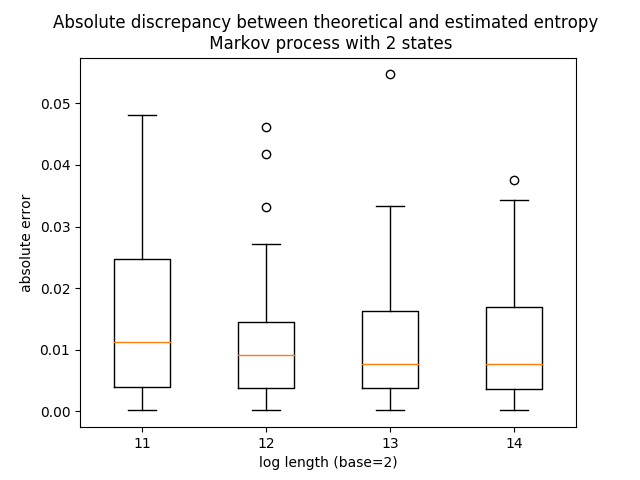 Absolute discrepancy between theoretical and estimated entropy
Markov process with 2 states
absolute error
0.05
0.04
0.03
0.02
0.01
0.00
11 12 13 14
log length (base=2)